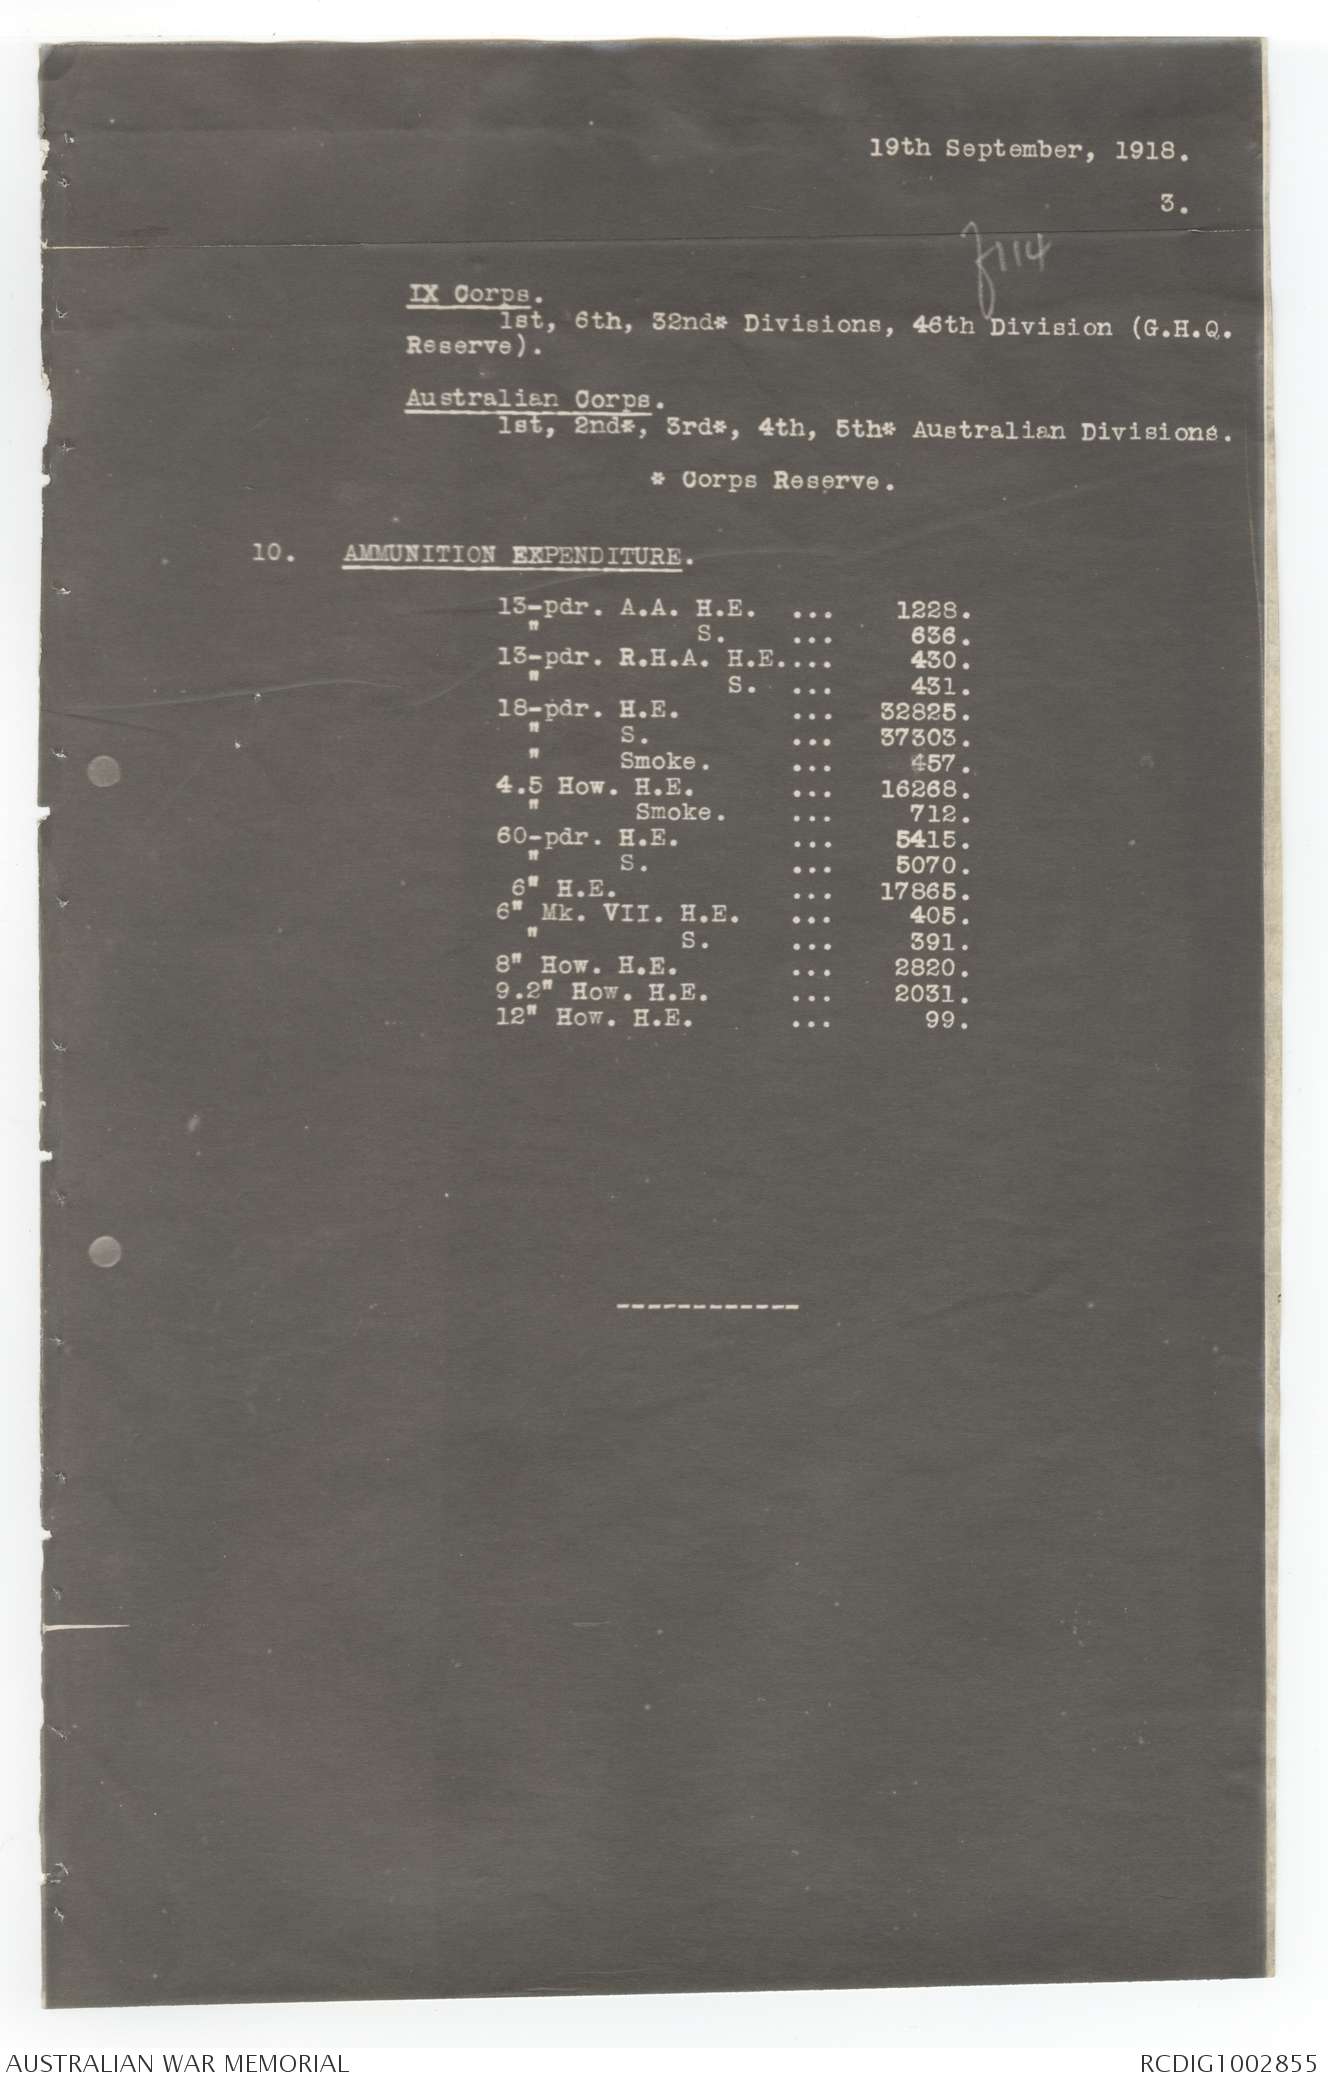 19th September, 1918.
3.
114
IX Corps.
1st, 6th, 32nd* Divisions, 46th Division (G.H.Q.
Reserve).
Australian Corps.
1st, 2nd*, 3rd*, 4th, 5th* Australian Divisions.
* Corps Reserve.
10. AMMUNITION EXPENDITURE.
13-pdr. A.A. H.E. ... 1228.
" S. ... 636.
13-pdr. R.H.A. H.E.... 430.
" S. ... 431.
18-pdr. H.E. ... 32825.
" S. ... 37303.
" Smoke. ... 457.
4.5 How. H.E. ... 16268.
" Smoke. ... 712.
60-pdr. H.E. ... 5415.
" S. ... 5070.
6" H.E. ... 17865.
6" Mk. VII. H.E. ... 405.
" S. ... 391.
8" How. H.E. ... 2820.
9.2" How. H.E. ... 2031.
12" How. H.E. ... 99.
------------
AUSTRALIAN WAR MEMORIAL
RCDIG1002855